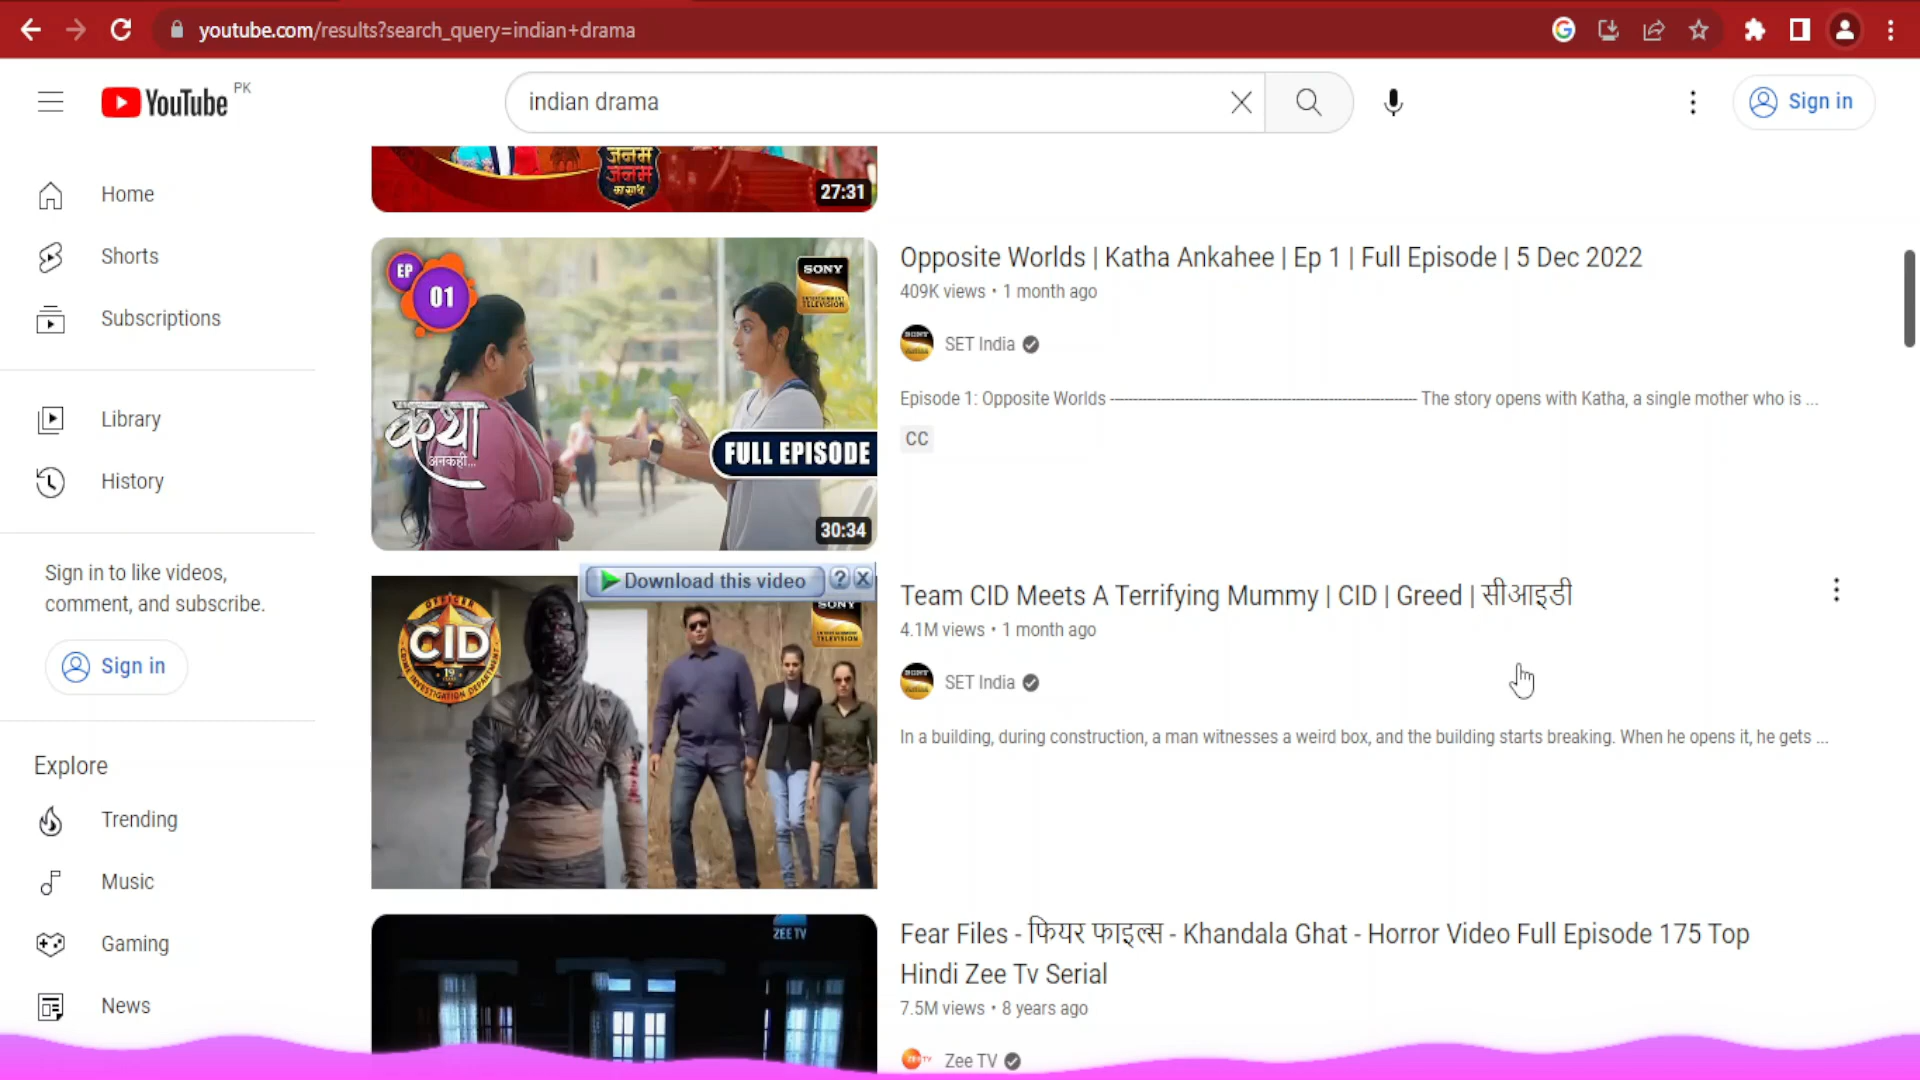 youtube.com/results?search_query=indian+drama
YouTube PK
indian drama
Sign in
Home
Shorts
Subscriptions
Library
History
Sign in to like videos,
comment, and subscribe.
Sign in
Explore
Trending
Music
Gaming
News
जनम
जनम
का साथ
27:31
EP
01
SONY
ENTERTAINMENT
TELEVISION
कथा
अनकही...
FULL EPISODE
30:34
Opposite Worlds | Katha Ankahee | Ep 1 | Full Episode | 5 Dec 2022
409K views • 1 month ago
SET India
Episode 1: Opposite Worlds ---------------------------------------------------------------- The story opens with Katha, a single mother who is ...
CC
Download this video ? X
CID
19
SONY
Team CID Meets A Terrifying Mummy | CID | Greed | सीआइडी
4.1M views • 1 month ago
SET India
In a building, during construction, a man witnesses a weird box, and the building starts breaking. When he opens it, he gets ...
ZEE TV
Fear Files - फियर फाइल्स - Khandala Ghat - Horror Video Full Episode 175 Top
Hindi Zee Tv Serial
7.5M views • 8 years ago
Zee TV